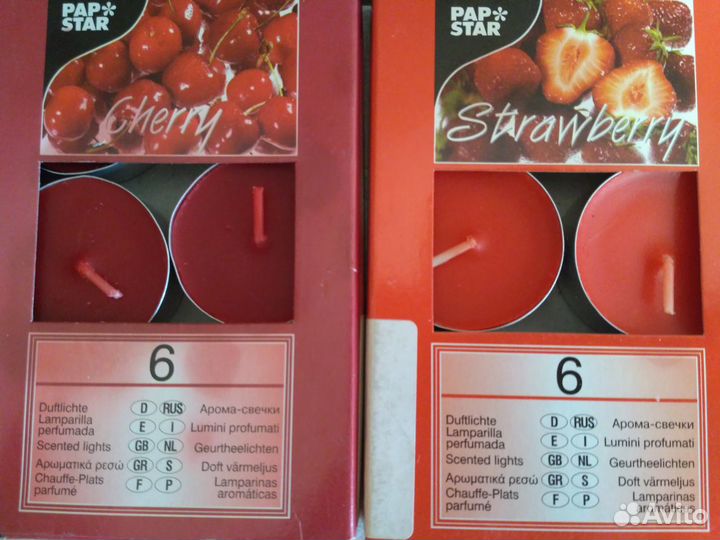 PAP
STAR
Cherry
6
Duftlichte D RUS Арома-свечки
Lamparilla perfumada E I Lumini profumati
Scented lights GB NL Geurtheelichten
Αρωματικά ρεσώ GR S Doft värmeljus
Chauffe-Plats parfumé F P Lamparinas aromáticas
PAP
STAR
Strawberry
6
Duftlichte D RUS Арома-свечки
Lamparilla perfumada E I Lumini profumati
Scented lights GB NL Geurtheelichten
Αρωματικά ρεσώ GR S Doft värmeljus
Chauffe-Plats parfumé F P Lamparinas aromáticas
Avito